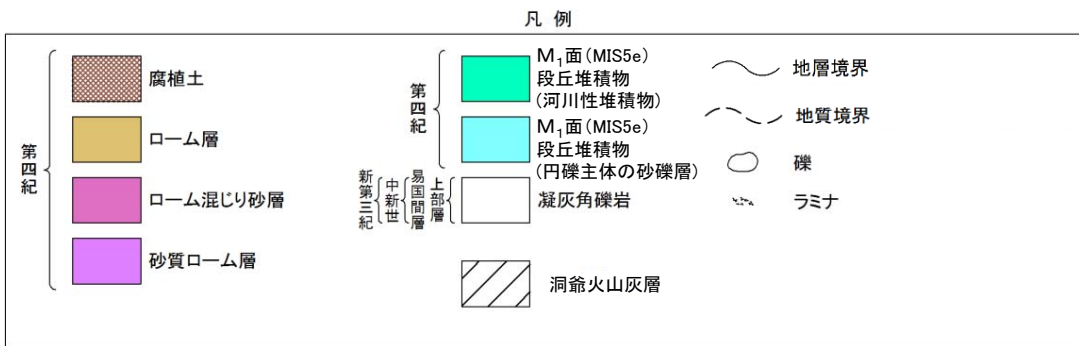 凡 例
第四紀
腐植土
ローム層
ローム混じり砂層
砂質ローム層
第四紀
M₁面(MIS5e)
段丘堆積物
(河川性堆積物)
M₁面(MIS5e)
段丘堆積物
(円礫主体の砂礫層)
新第三紀
中新世
易国間層
上部層
凝灰角礫岩
洞爺火山灰層
地層境界
地質境界
礫
ラミナ